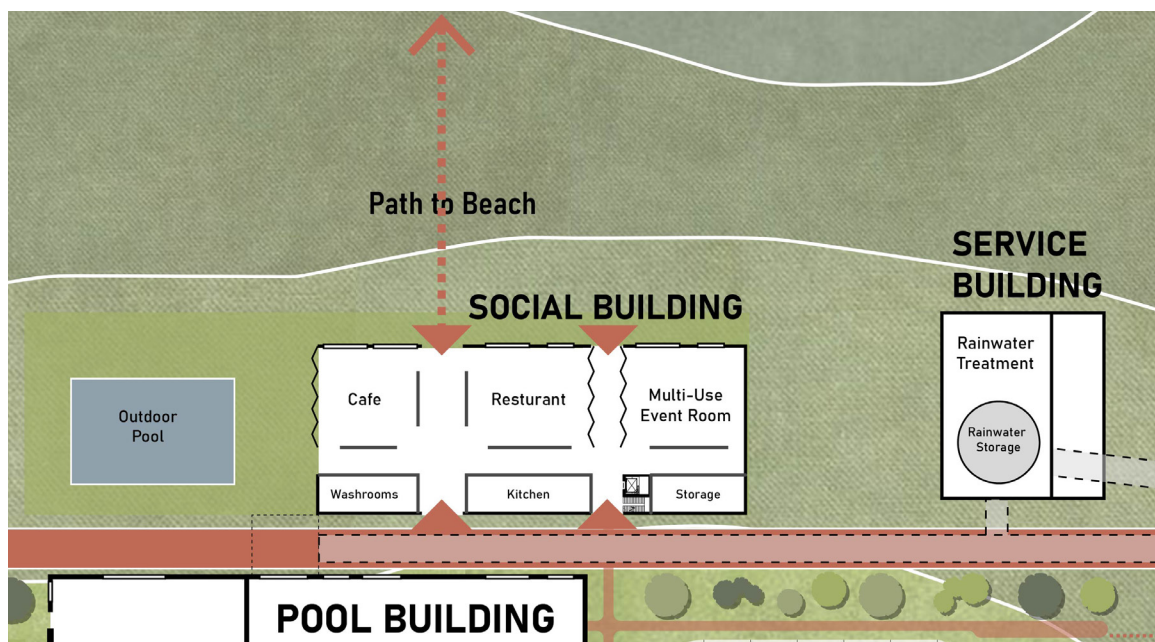 Path to Beach
SERVICE
BUILDING
SOCIAL BUILDING
Rainwater
Treatment
Cafe
Resturant
Multi-Use
Event Room
Outdoor
Pool
Rainwater
Storage
Washrooms
Kitchen
Storage
POOL BUILDING